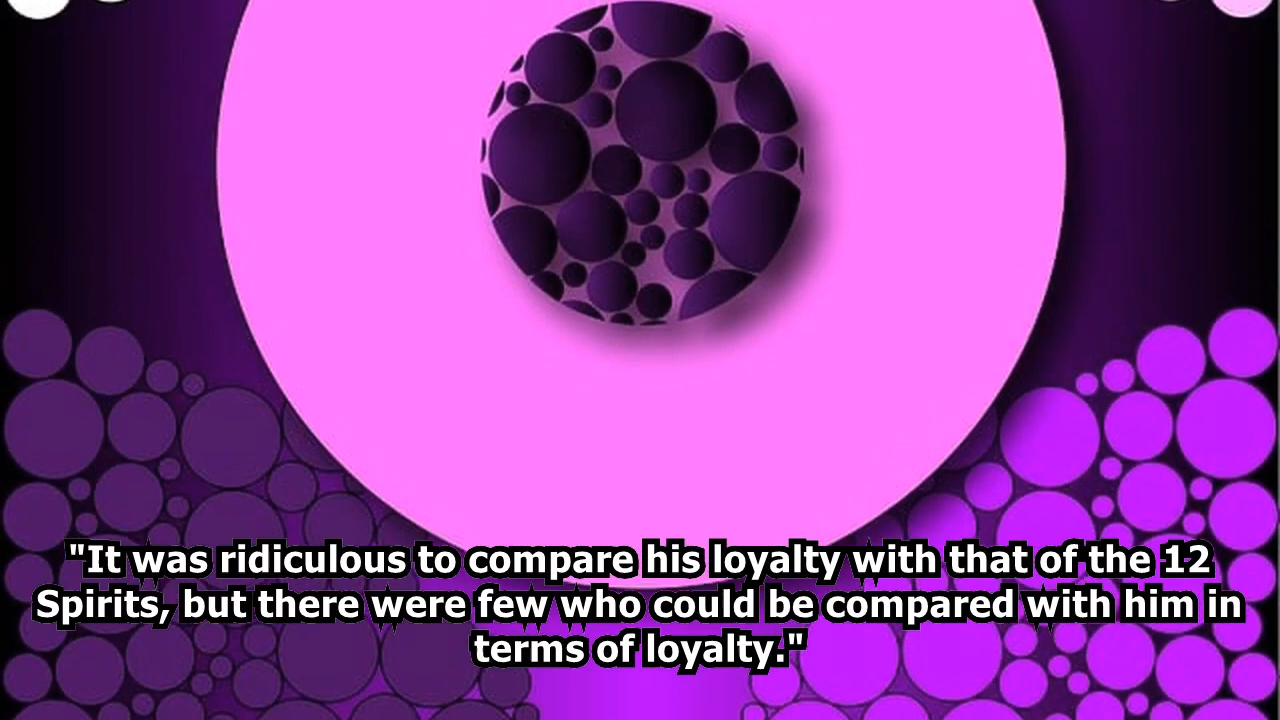 "It was ridiculous to compare his loyalty with that of the 12
Spirits, but there were few who could be compared with him in
terms of loyalty."